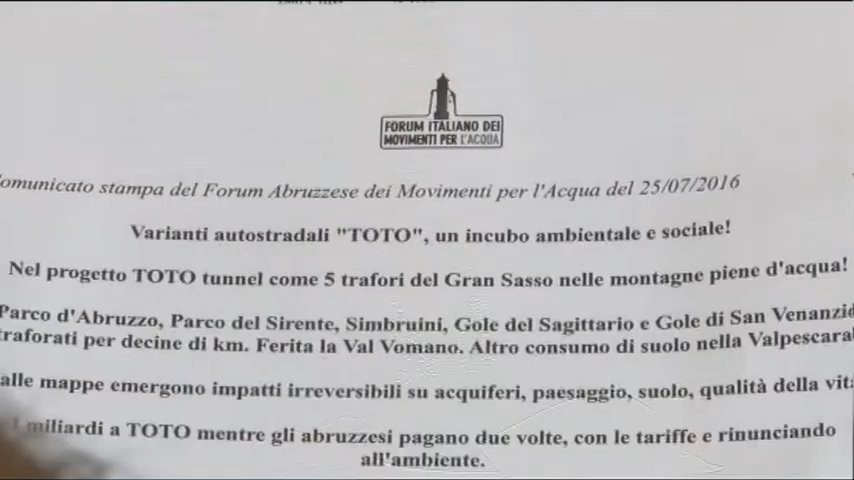 FORUM ITALIANO DEI
MOVIMENTI PER L'ACQUA
omunicato stampa del Forum Abruzzese dei Movimenti per l'Acqua del 25/07/2016
Varianti autostradali "TOTO", un incubo ambientale e sociale!
Nel progetto TOTO tunnel come 5 trafori del Gran Sasso nelle montagne piene d'acqua!
Parco d'Abruzzo, Parco del Sirente, Simbruini, Gole del Sagittario e Gole di San Venanzi
traforati per decine di km. Ferita la Val Vomano. Altro consumo di suolo nella Valpescara
alle mappe emergono impatti irreversibili su acquiferi, paesaggio, suolo, qualità della vita
miliardi a TOTO mentre gli abruzzesi pagano due volte, con le tariffe e rinunciando
all'ambiente.